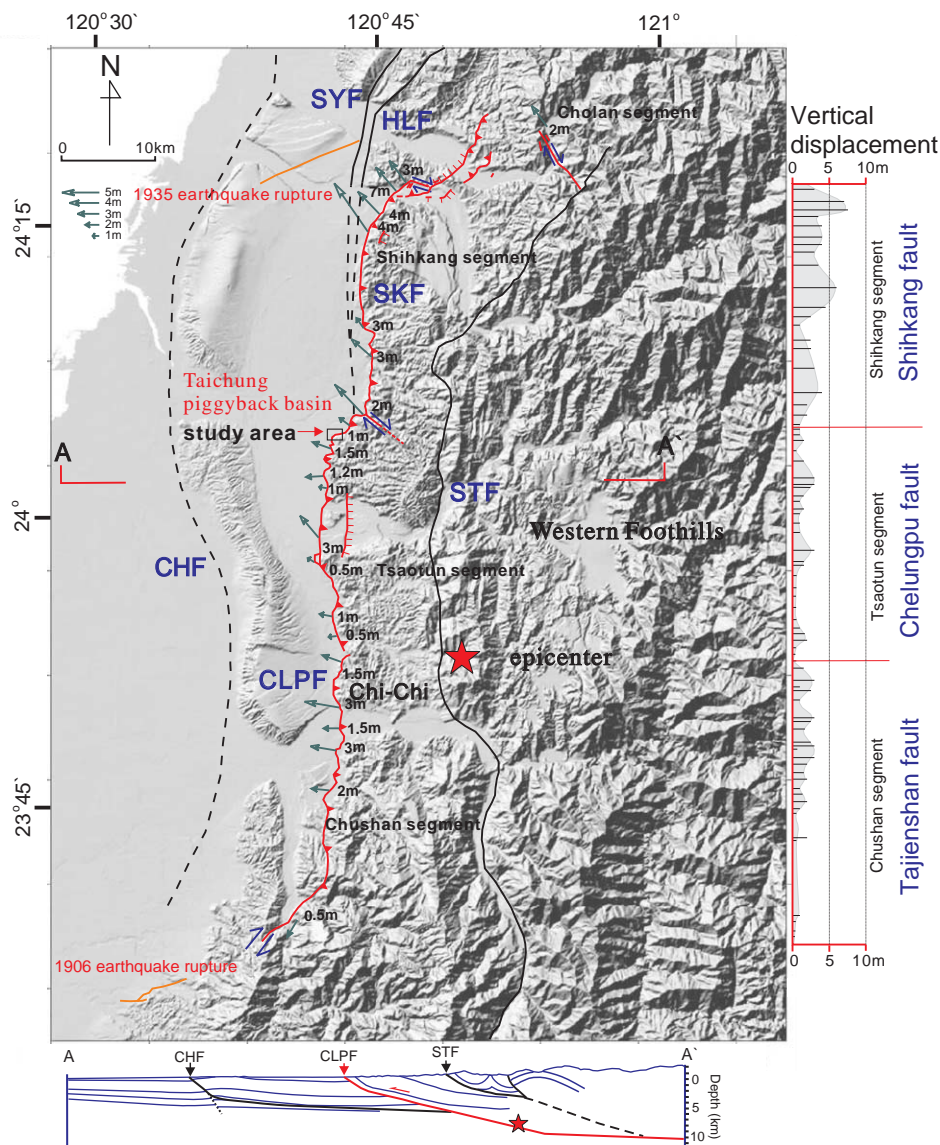 120°30`
120°45`
121°
N
0 10km
5m
4m
3m
2m
1m
SYF
HLF
Cholan segment
2m
1935 earthquake rupture
3m
7m
4m
4m
24°15`
Shihkang segment
SKF
3m
3m
Taichung
piggyback basin
2m
study area
1m
1.5m
A
A`
1.2m
1m
STF
24°
Western Foothills
3m
0.5m
Tsaotun segment
CHF
1m
0.5m
epicenter
CLPF
1.5m
Chi-Chi
3m
1.5m
3m
2m
23°45`
Chushan segment
0.5m
1906 earthquake rupture
Vertical
displacement
0 5 10m
Shihkang segment
Shihkang fault
Tsaotun segment
Chelungpu fault
Chushan segment
Tajienshan fault
0 5 10m
A
CHF
CLPF
STF
A`
0
5
10
Depth (km)